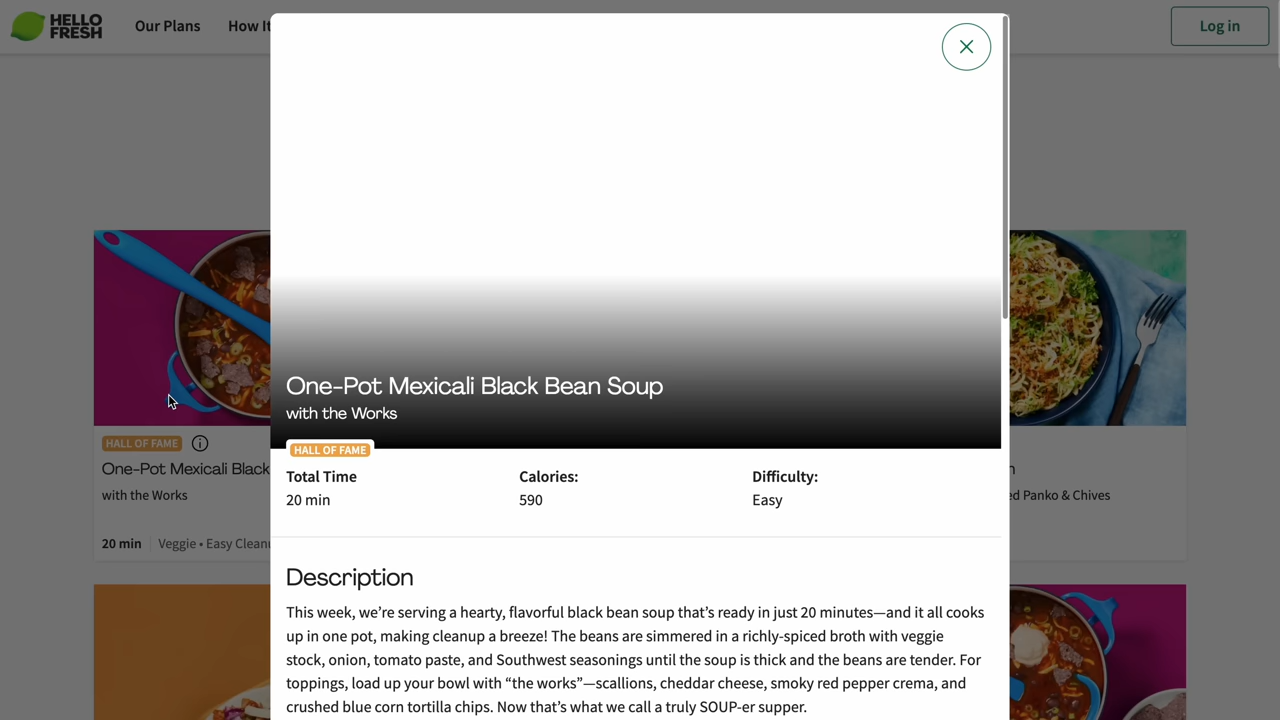 HELLO
FRESH
Our Plans
How It
Log in
One-Pot Mexicali Black Bean Soup
with the Works
HALL OF FAME
Total Time
20 min
Calories:
590
Difficulty:
Easy
Description
This week, we’re serving a hearty, flavorful black bean soup that’s ready in just 20 minutes—and it all cooks
up in one pot, making cleanup a breeze! The beans are simmered in a richly-spiced broth with veggie
stock, onion, tomato paste, and Southwest seasonings until the soup is thick and the beans are tender. For
toppings, load up your bowl with “the works”—scallions, cheddar cheese, smoky red pepper crema, and
crushed blue corn tortilla chips. Now that’s what we call a truly SOUP-er supper.
HALL OF FAME
One-Pot Mexicali Black
with the Works
20 min
Veggie • Easy Cleanu
n
ed Panko & Chives